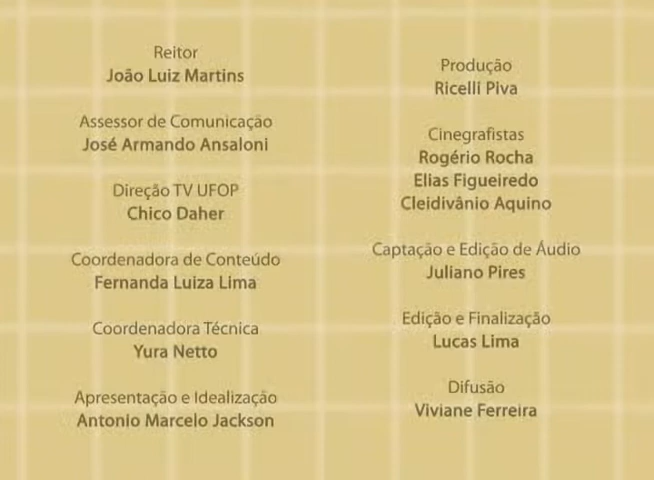 Reitor
João Luiz Martins
Assessor de Comunicação
José Armando Ansaloni
Direção TV UFOP
Chico Daher
Coordenadora de Conteúdo
Fernanda Luiza Lima
Coordenadora Técnica
Yura Netto
Apresentação e Idealização
Antonio Marcelo Jackson
Produção
Ricelli Piva
Cinegrafistas
Rogério Rocha
Elias Figueiredo
Cleidivânio Aquino
Captação e Edição de Áudio
Juliano Pires
Edição e Finalização
Lucas Lima
Difusão
Viviane Ferreira